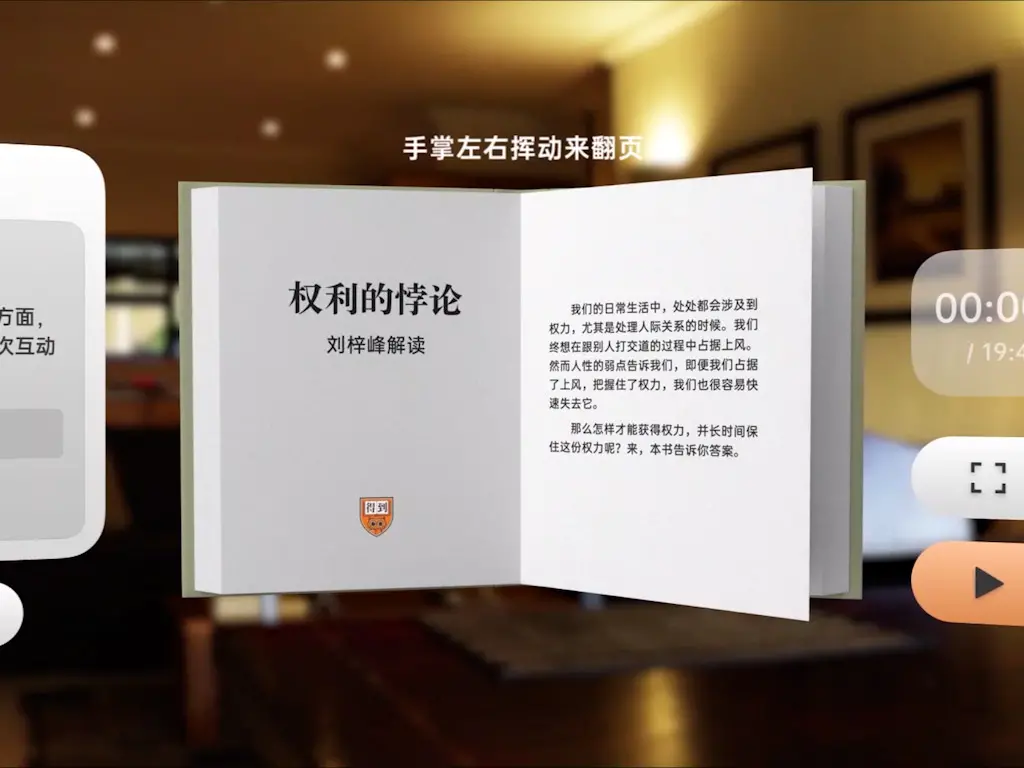 手掌左右挥动来翻页
方面，
次互动
权利的悖论
刘梓峰解读
得到
我们的日常生活中，处处都会涉及到
权力，尤其是处理人际关系的时候。我们
终想在跟别人打交道的过程中占据上风。
然而人性的弱点告诉我们，即便我们占据
了上风，把握住了权力，我们也很容易快
速失去它。
那么怎样才能获得权力，并长时间保
住这份权力呢？来，本书告诉你答案。
00:00
/ 19:4